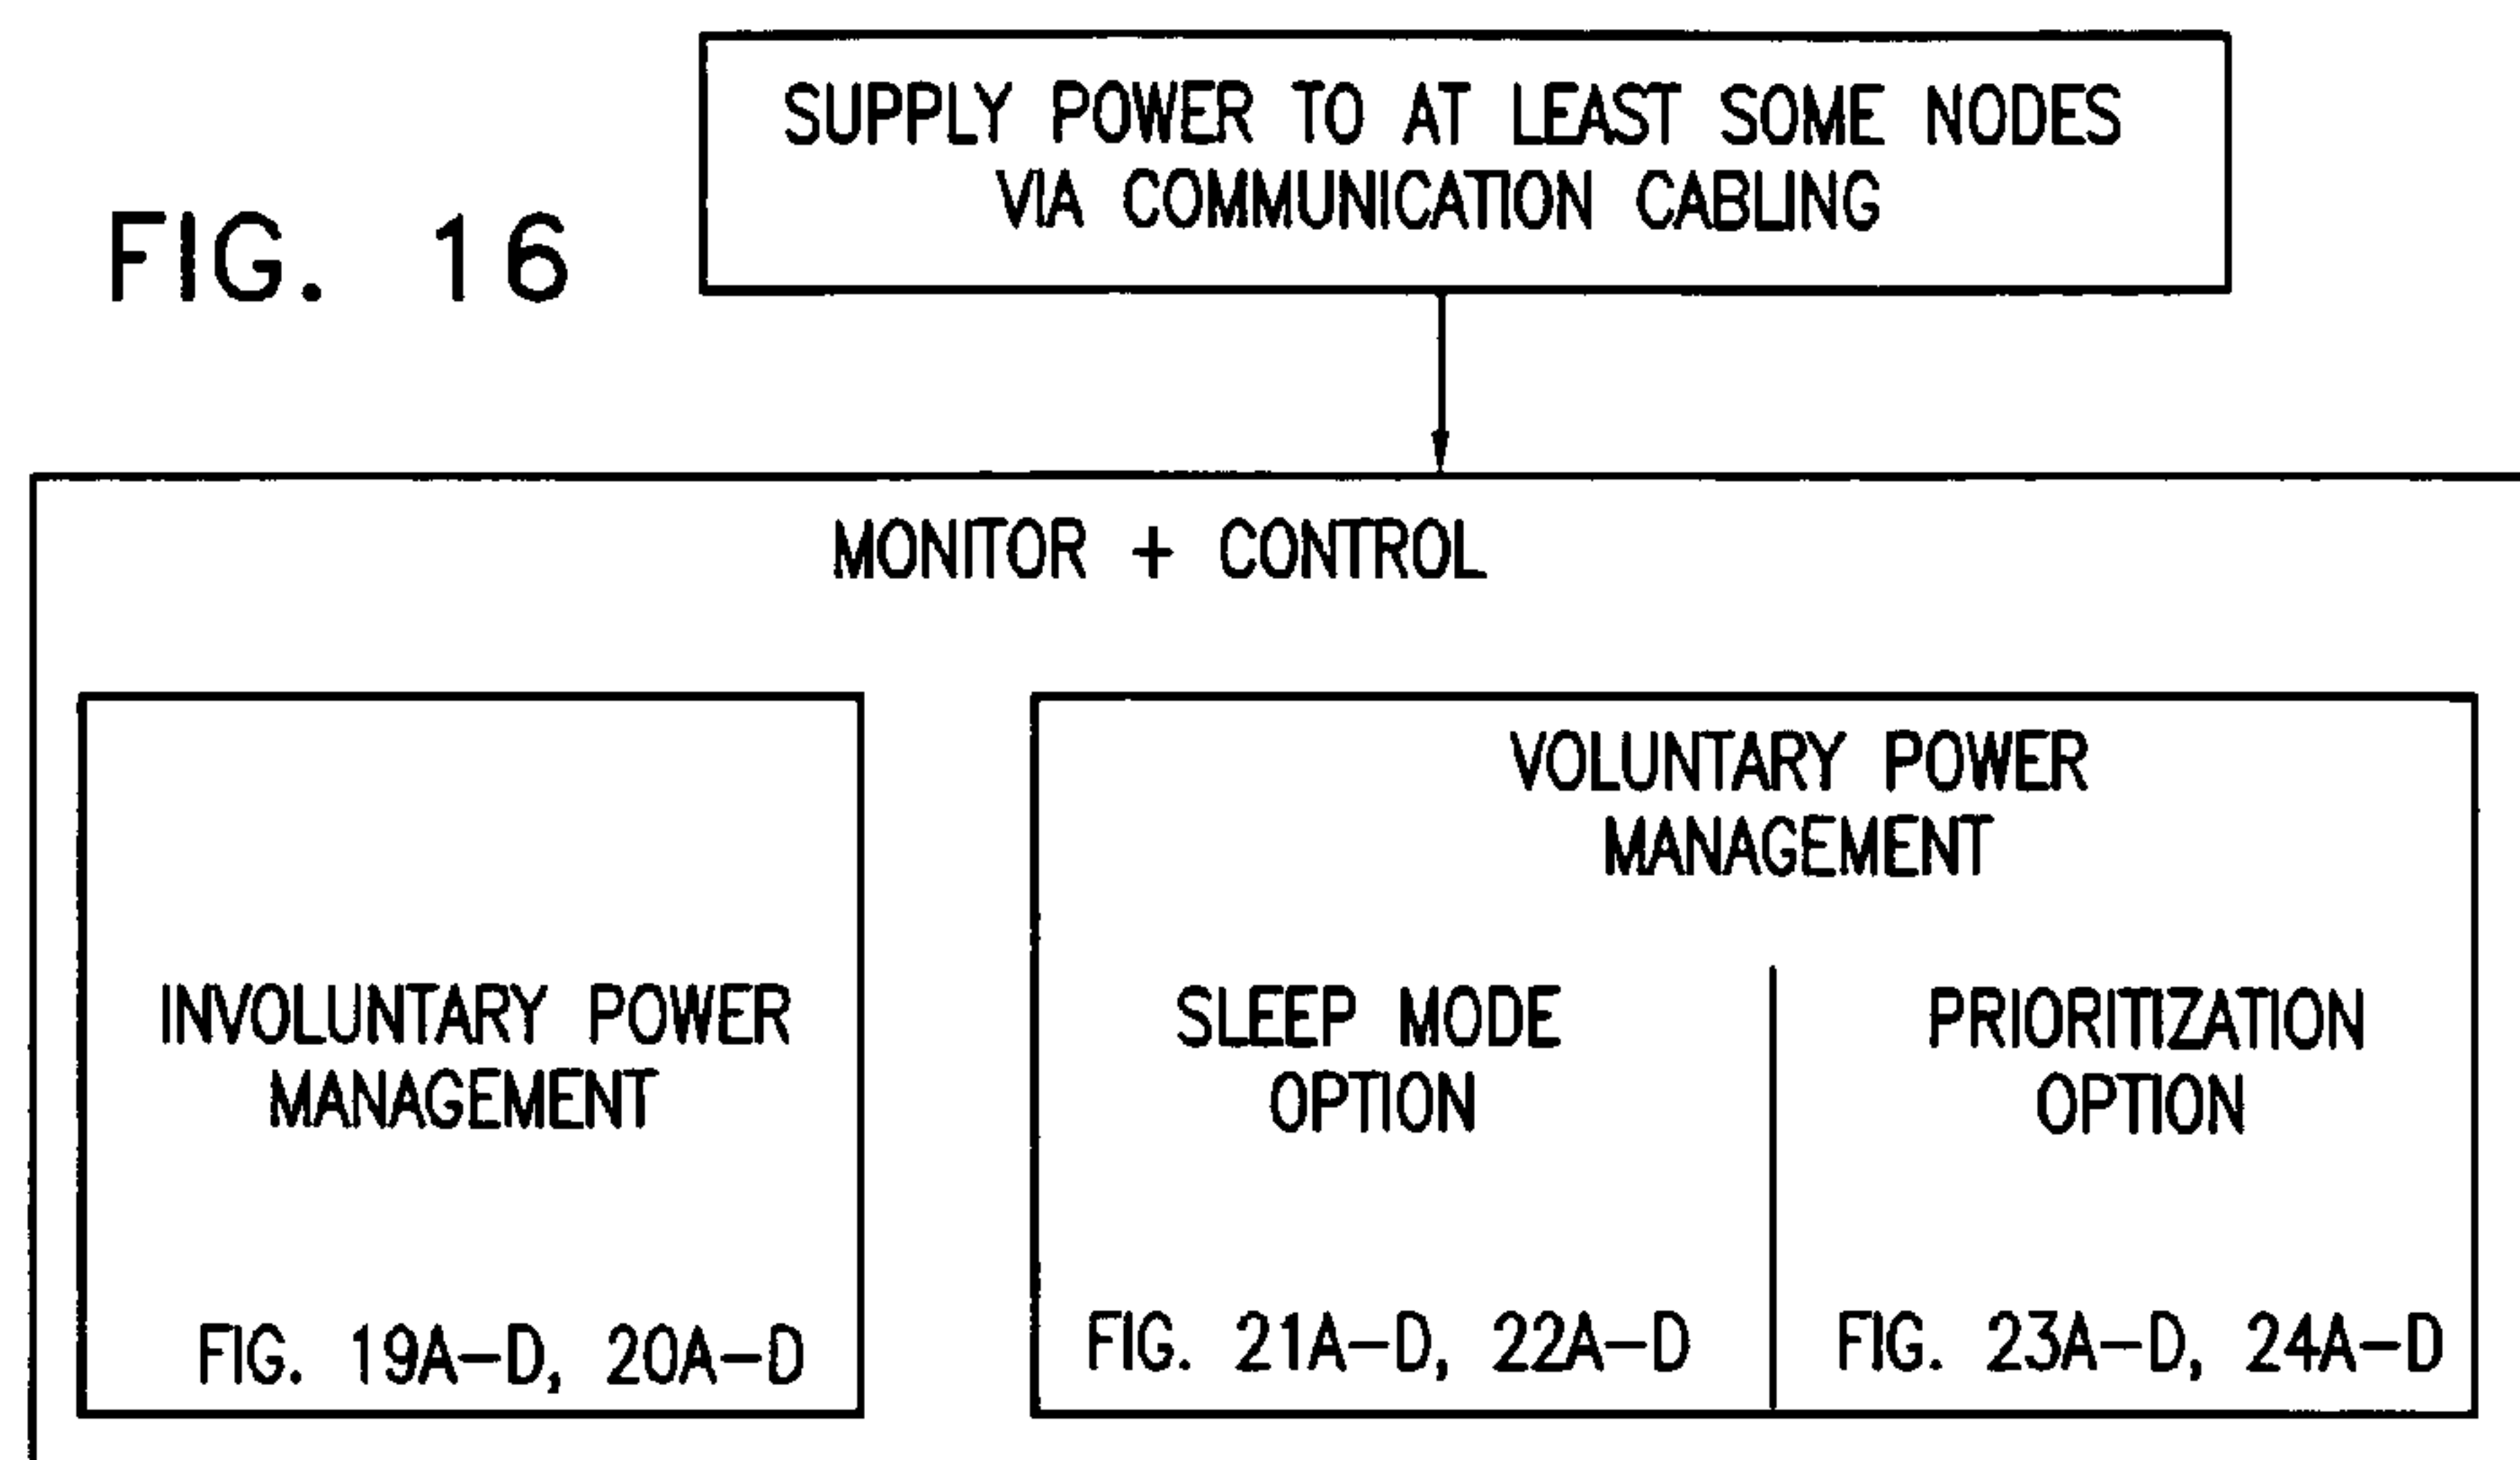 SUPPLY POWER TO AT LEAST SOME NODES
VIA COMMUNICATION CABLING
FIG. 16
MONITOR + CONTROL
INVOLUNTARY POWER
MANAGEMENT
FIG. 19A-D, 20A-D
VOLUNTARY POWER
MANAGEMENT
SLEEP MODE
OPTION
FIG. 21A-D, 22A-D
PRIORITIZATION
OPTION
FIG. 23A-D, 24A-D